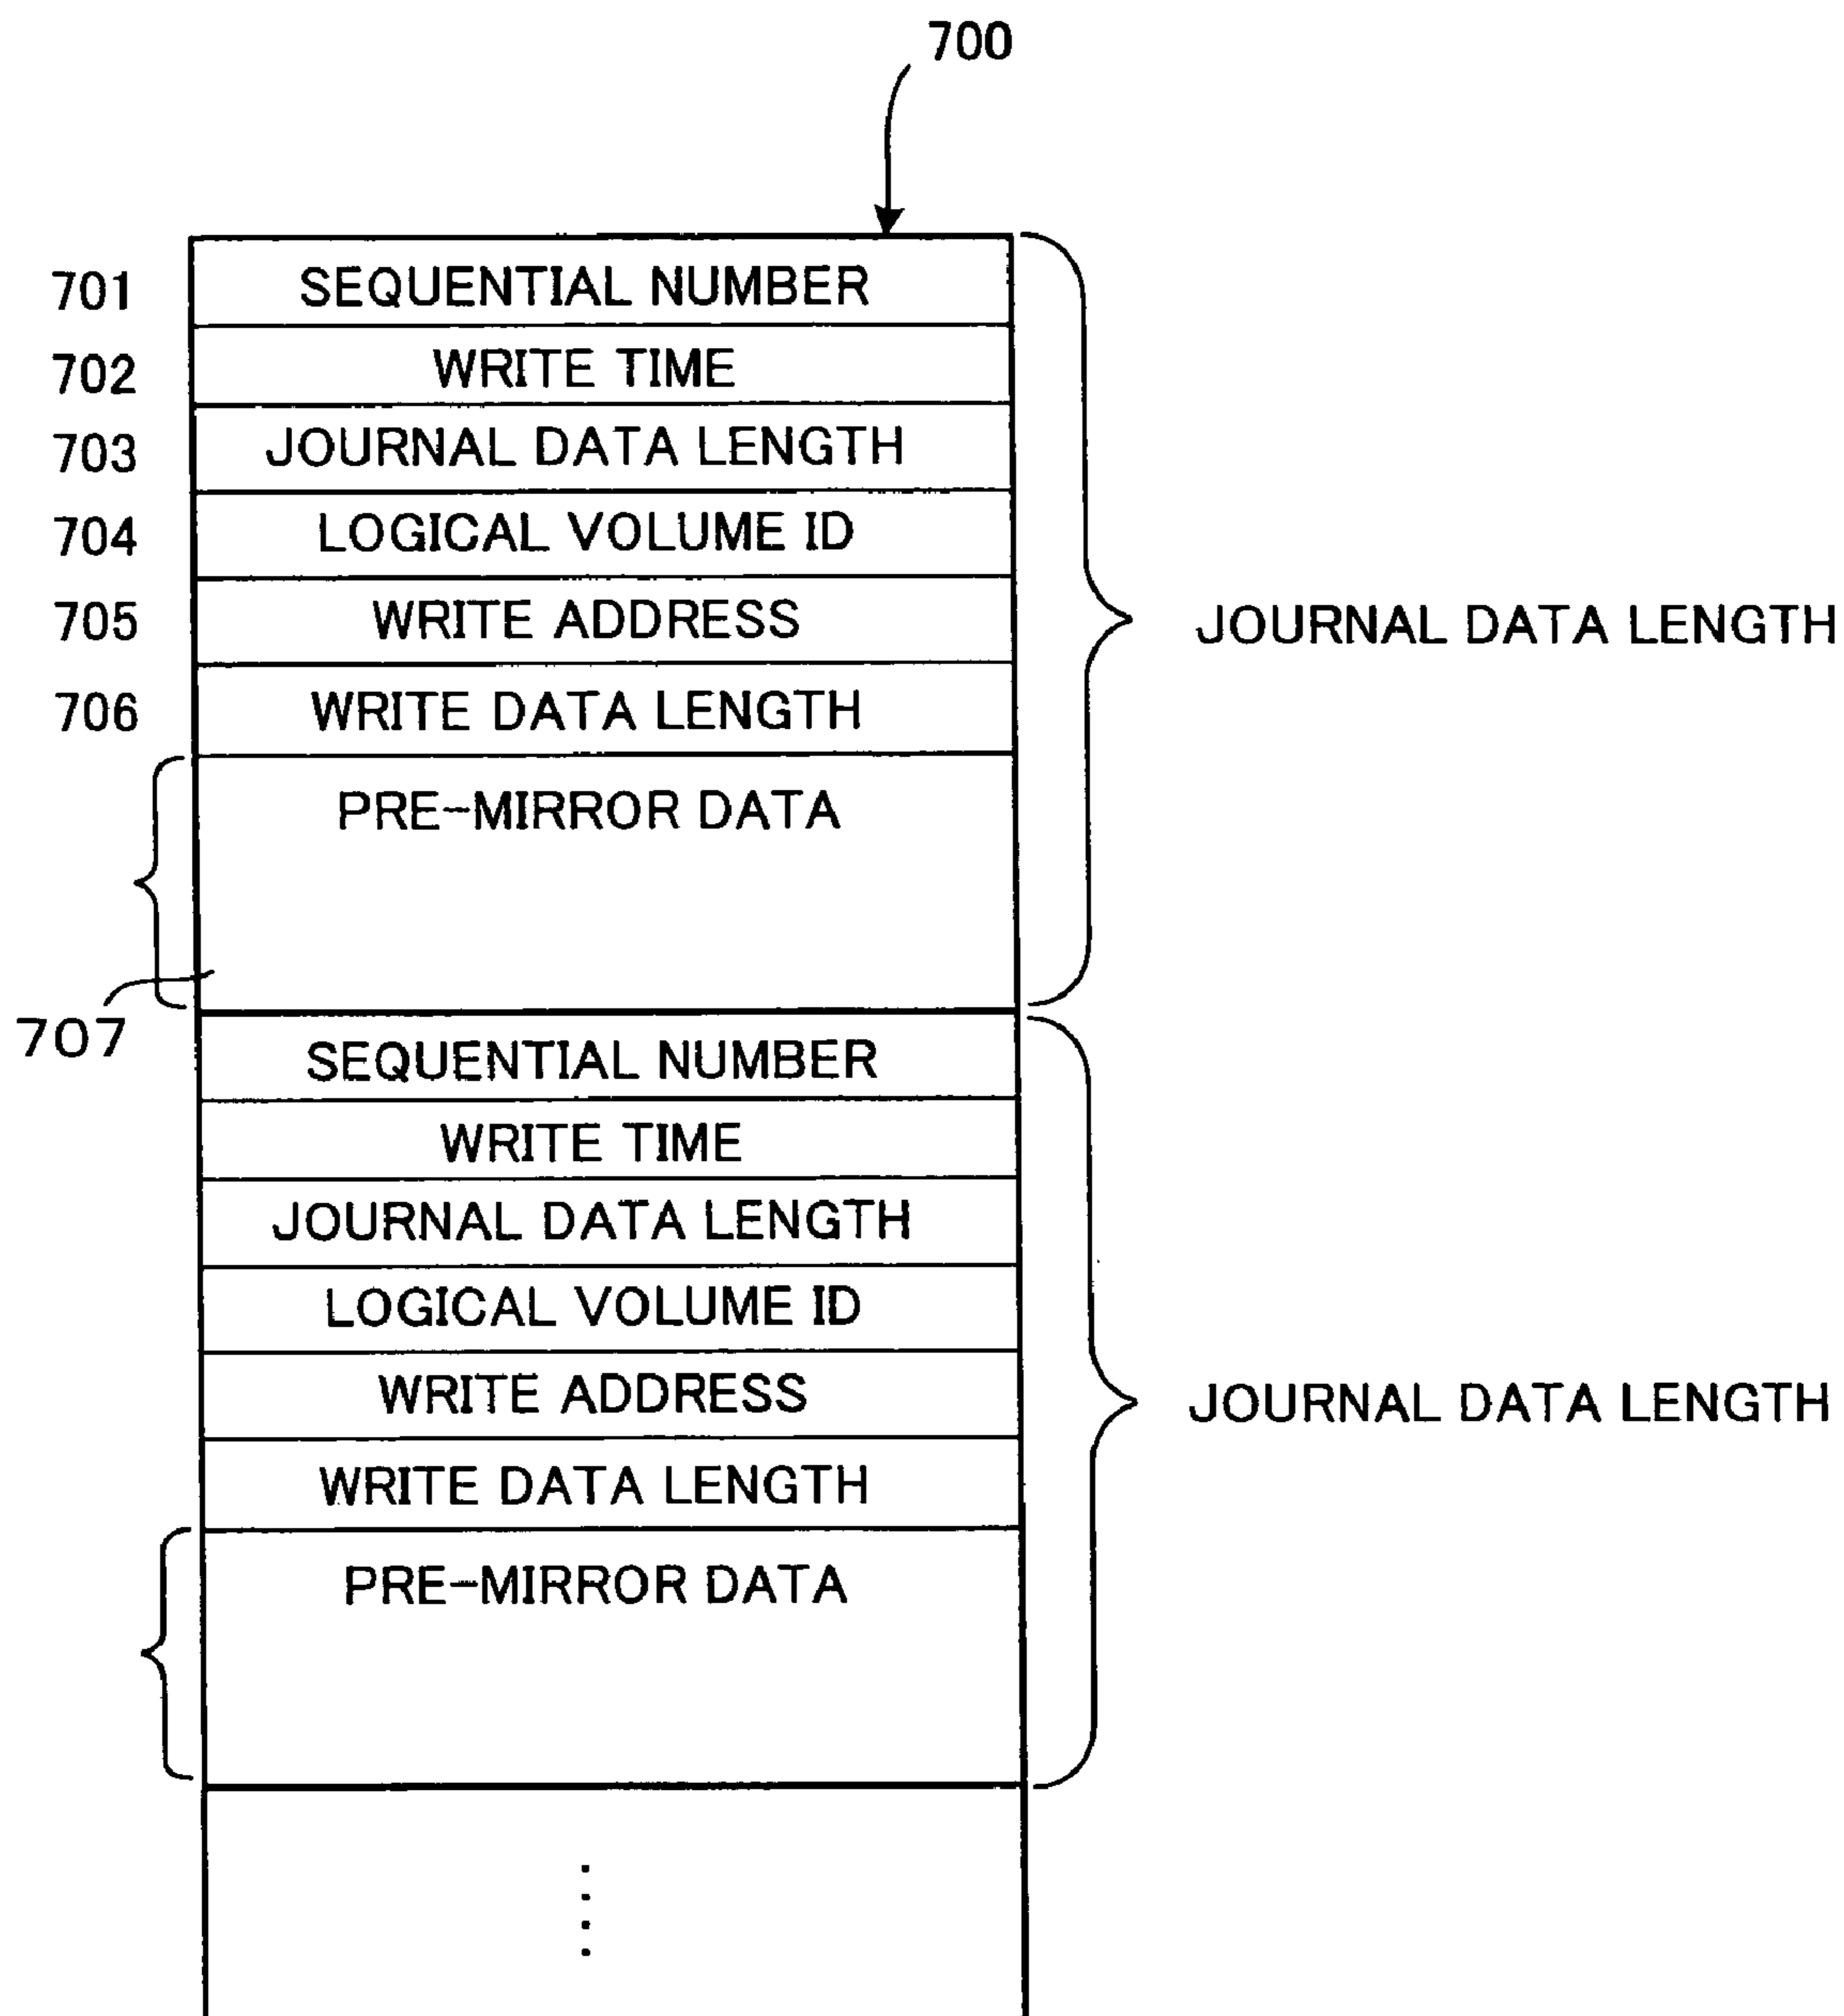 700
701 SEQUENTIAL NUMBER
702 WRITE TIME
703 JOURNAL DATA LENGTH
704 LOGICAL VOLUME ID
705 WRITE ADDRESS
JOURNAL DATA LENGTH
706 WRITE DATA LENGTH
PRE-MIRROR DATA
707
SEQUENTIAL NUMBER
WRITE TIME
JOURNAL DATA LENGTH
LOGICAL VOLUME ID
WRITE ADDRESS
JOURNAL DATA LENGTH
WRITE DATA LENGTH
PRE-MIRROR DATA